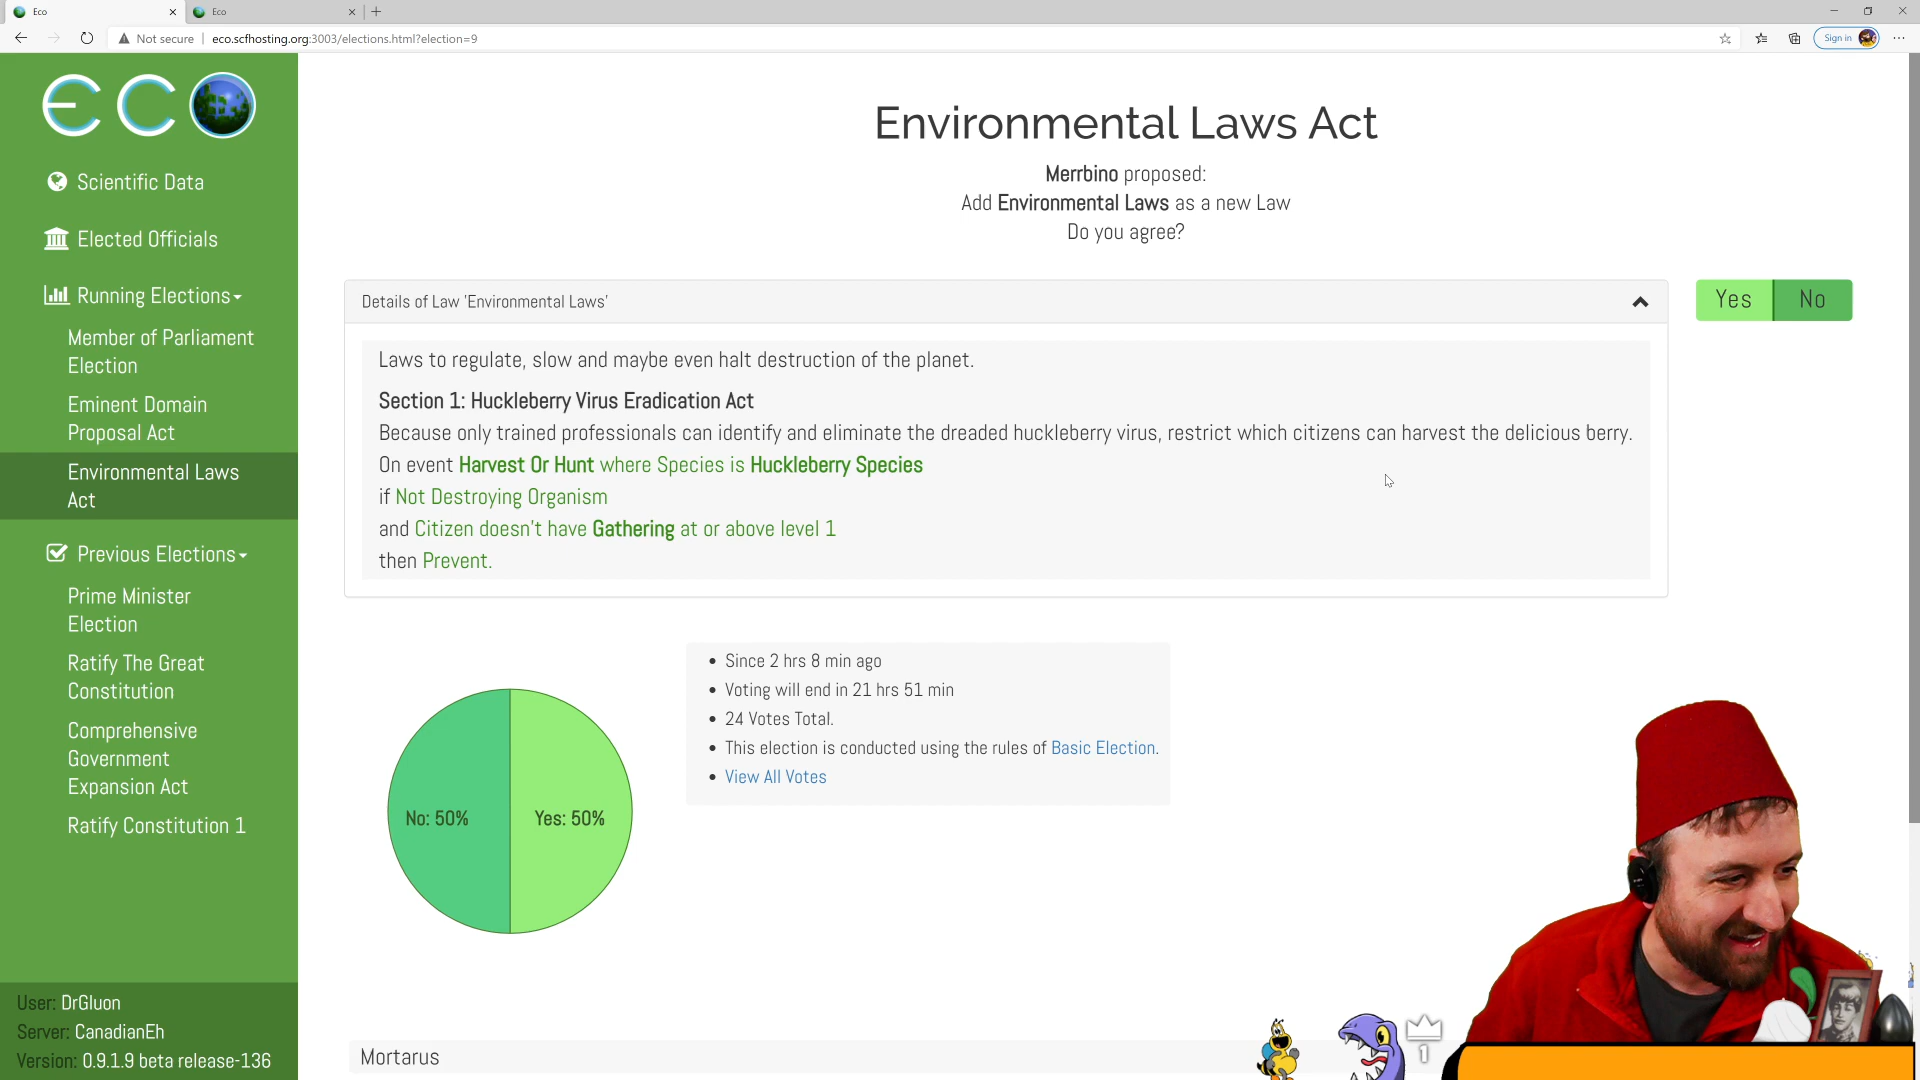 Eco
Eco
Not secure
eco.scfhosting.org:3003/elections.html?election=9
Sign in
eco
Scientific Data
Elected Officials
Running Elections
Member of Parliament
Election
Eminent Domain
Proposal Act
Environmental Laws
Act
Previous Elections
Prime Minister
Election
Ratify The Great
Constitution
Comprehensive
Government
Expansion Act
Ratify Constitution 1
User: DrGluon
Server: CanadianEh
Version: 0.9.1.9 beta release-136
Environmental Laws Act
Merrbino proposed:
Add Environmental Laws as a new Law
Do you agree?
Details of Law 'Environmental Laws'
Yes
No
Laws to regulate, slow and maybe even halt destruction of the planet.
Section 1: Huckleberry Virus Eradication Act
Because only trained professionals can identify and eliminate the dreaded huckleberry virus, restrict which citizens can harvest the delicious berry.
On event Harvest Or Hunt where Species is Huckleberry Species
if Not Destroying Organism
and Citizen doesn't have Gathering at or above level 1
then Prevent.
No: 50%
Yes: 50%
Since 2 hrs 8 min ago
Voting will end in 21 hrs 51 min
24 Votes Total.
This election is conducted using the rules of Basic Election.
View All Votes
Mortarus
1